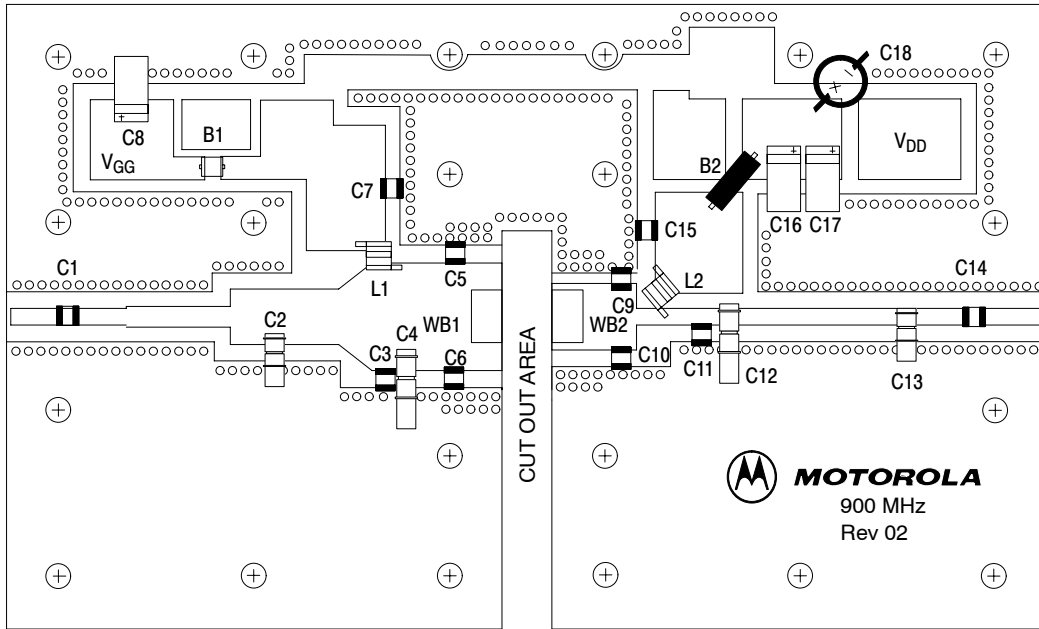 C18
C8
B1
VGG
VDD
B2
C7
C16
C17
C15
C5
C1
L1
C9
L2
C14
C2
C4
WB1
WB2
C3
C6
C10
C11
C12
C13
CUT OUT AREA
MOTOROLA
900 MHz
Rev 02